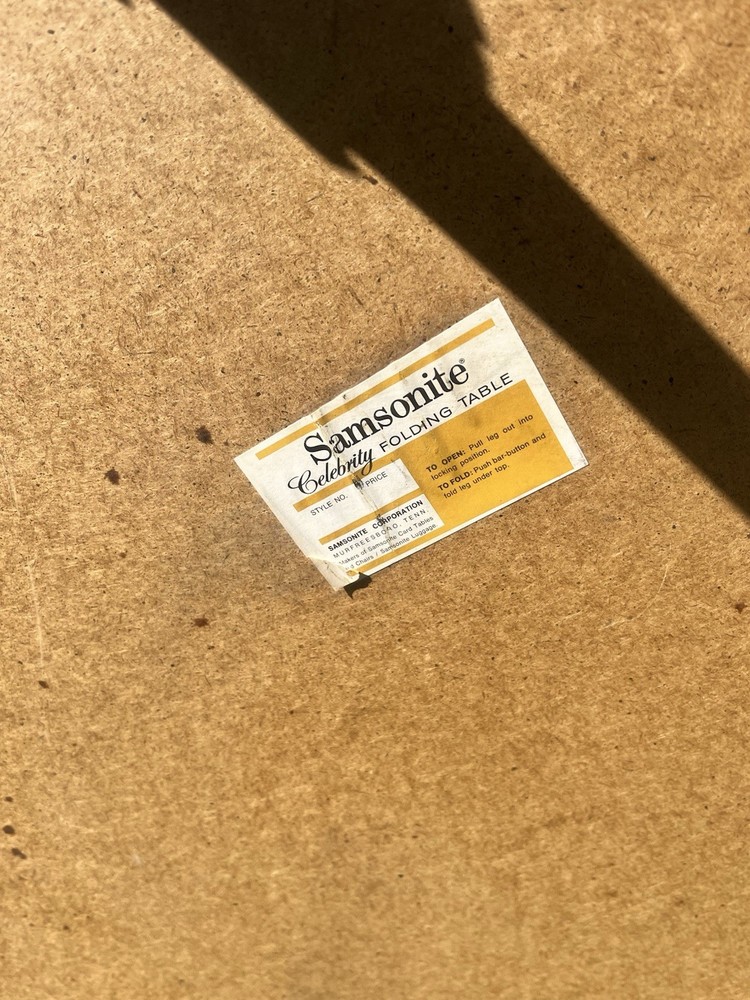 Samsonite®
Celebrity FOLDING TABLE
STYLE NO. PRICE
SAMSONITE CORPORATION
MURFREESBORO, TENN.
Makers of Samsonite Card Tables
Chairs / Samsonite Luggage
TO OPEN: Pull leg out into
locking position.
TO FOLD: Push bar-button and
fold leg under top.